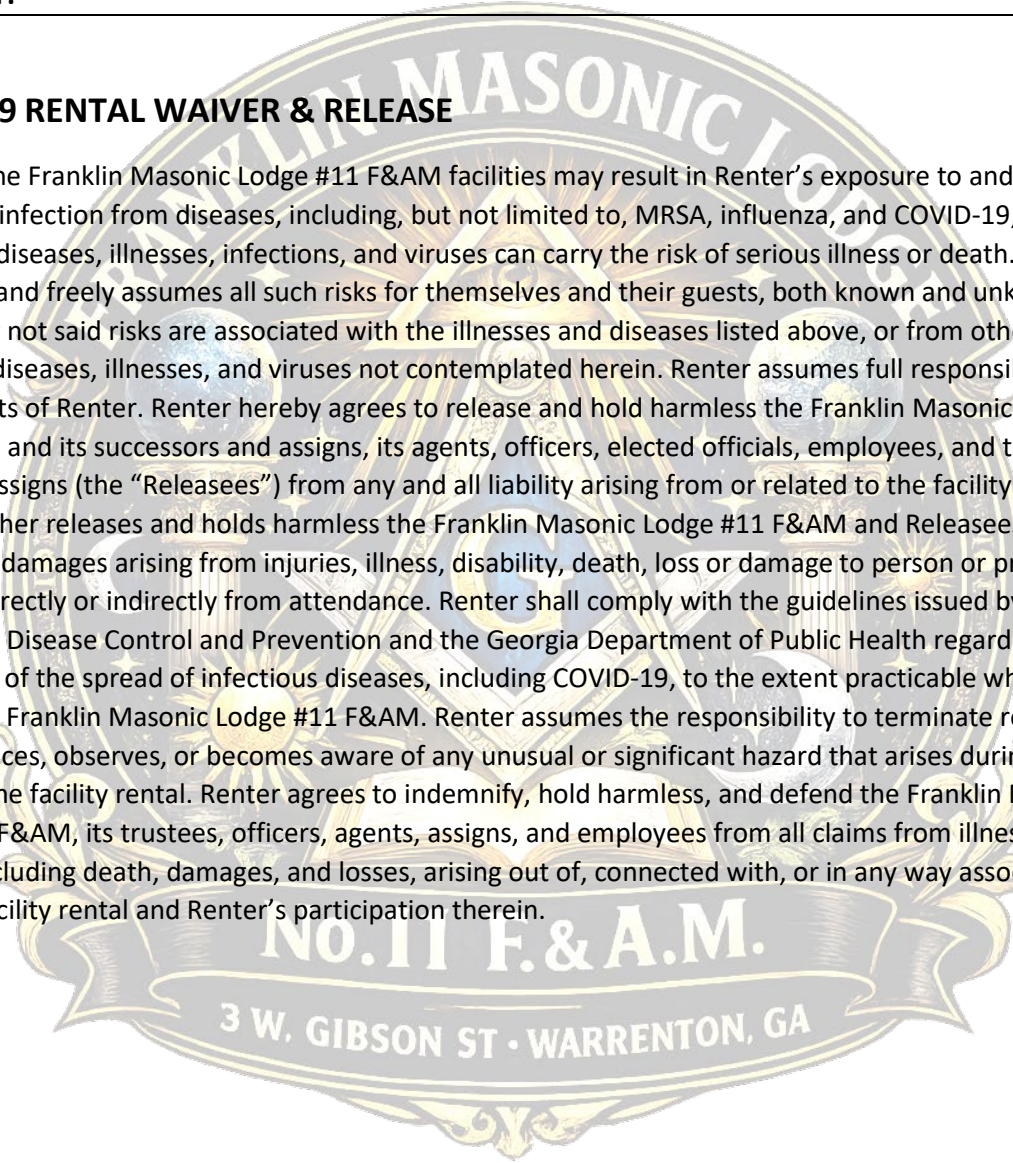 9 RENTAL WAIVER & RELEASE
he Franklin Masonic Lodge #11 F&AM facilities may result in Renter’s exposure to and
infection from diseases, including, but not limited to, MRSA, influenza, and COVID-19,
diseases, illnesses, infections, and viruses can carry the risk of serious illness or death.
and freely assumes all such risks for themselves and their guests, both known and unk
not said risks are associated with the illnesses and diseases listed above, or from othe
diseases, illnesses, and viruses not contemplated herein. Renter assumes full responsi
ts of Renter. Renter hereby agrees to release and hold harmless the Franklin Masonic
and its successors and assigns, its agents, officers, elected officials, employees, and t
ssigns (the “Releasees”) from any and all liability arising from or related to the facility
her releases and holds harmless the Franklin Masonic Lodge #11 F&AM and Releasee
damages arising from injuries, illness, disability, death, loss or damage to person or pr
rectly or indirectly from attendance. Renter shall comply with the guidelines issued by
Disease Control and Prevention and the Georgia Department of Public Health regard
of the spread of infectious diseases, including COVID-19, to the extent practicable wh
Franklin Masonic Lodge #11 F&AM. Renter assumes the responsibility to terminate re
ces, observes, or becomes aware of any unusual or significant hazard that arises durin
he facility rental. Renter agrees to indemnify, hold harmless, and defend the Franklin M
F&AM, its trustees, officers, agents, assigns, and employees from all claims from illnes
cluding death, damages, and losses, arising out of, connected with, or in any way asso
cility rental and Renter’s participation therein.
FRANKLIN MASONIC LODGE
G
No.11 F.&A.M.
3 W. GIBSON ST • WARRENTON, GA